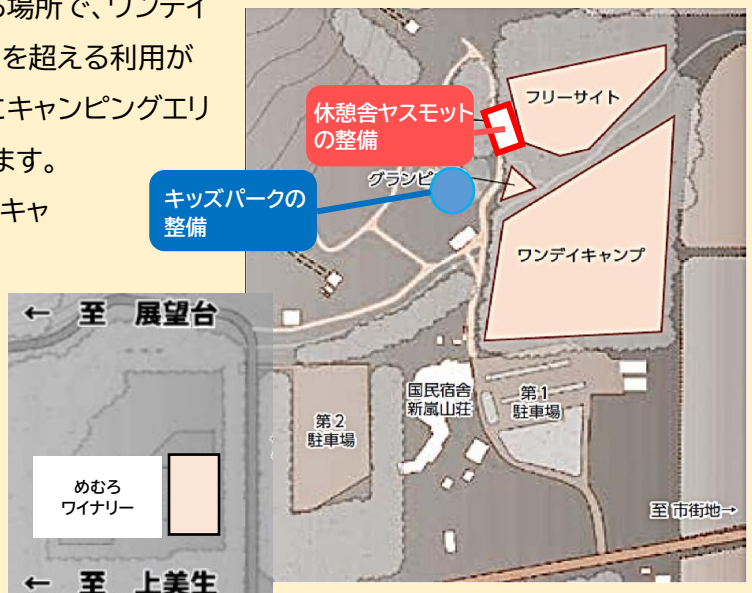 る場所で、ワンデイ
を超える利用が
にキャンピングエリ
ます。
キャ
フリーサイト
休憩舎ヤスモット
の整備
グランピ
キッズパークの
整備
ワンデイキャンプ
← 至 展望台
国民宿舎
新嵐山荘
第1
駐車場
第2
駐車場
めむろ
ワイナリー
至 市街地→
← 至 上美生